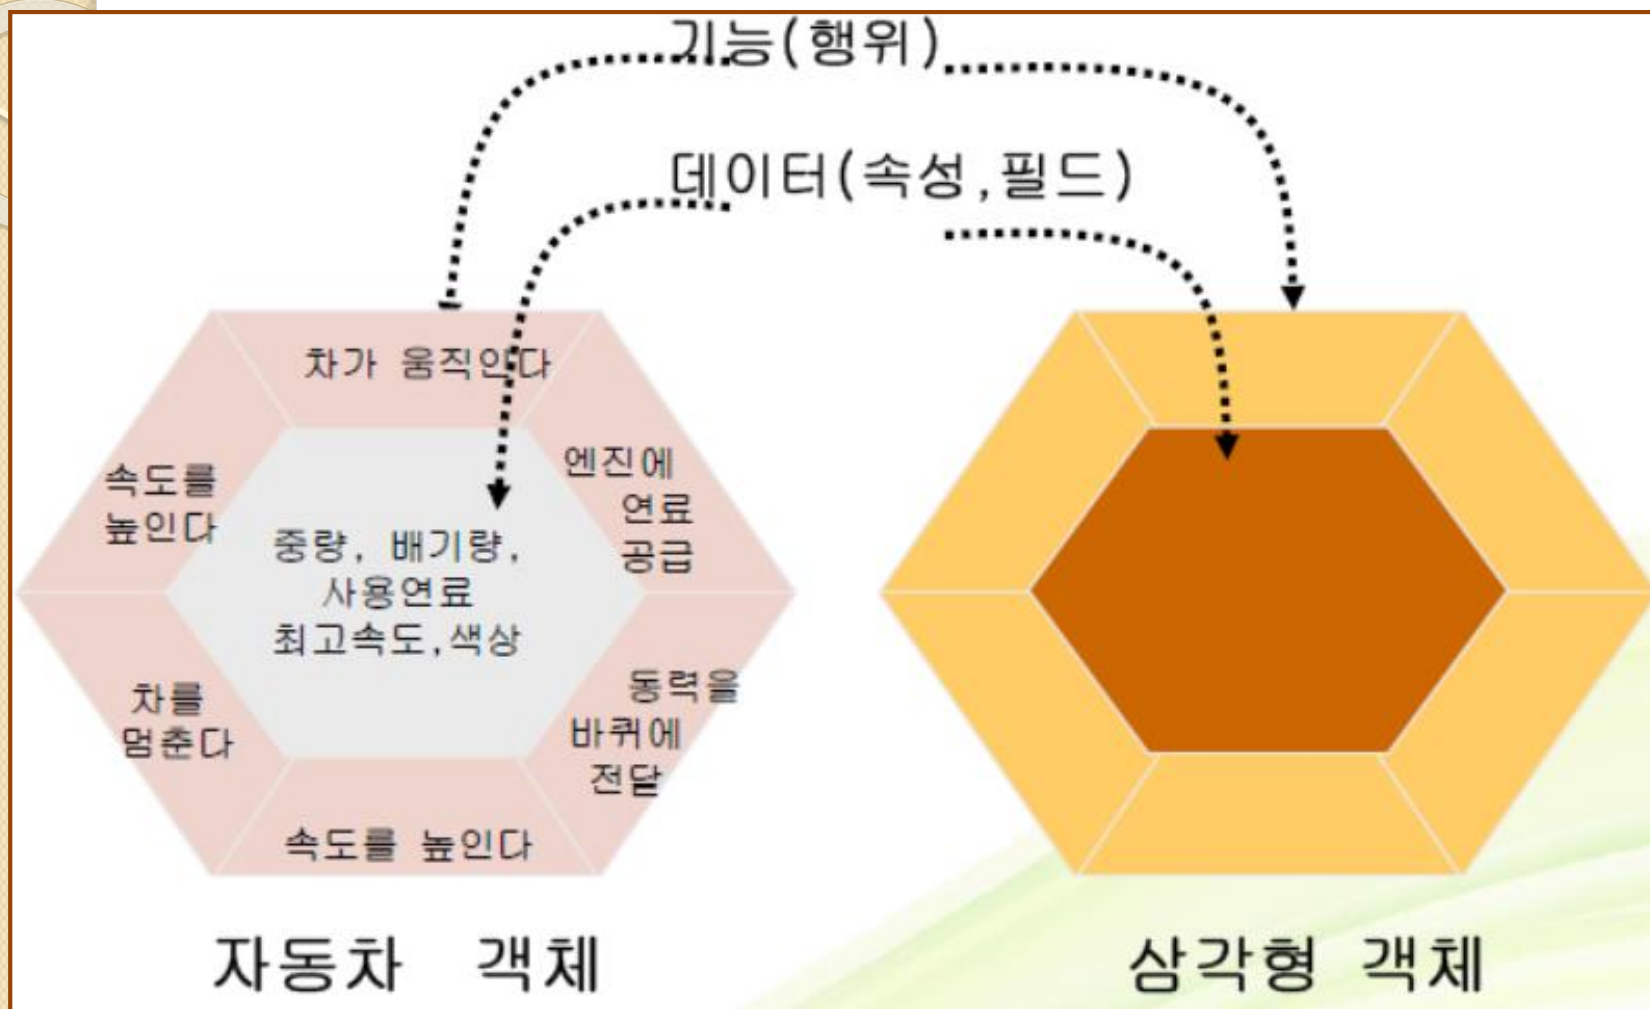 기능(행위)
데이터(속성,필드)
차가 움직인다
속도를
높인다
엔진에
연료
공급
중량, 배기량,
사용연료
최고속도,색상
차를
멈춘다
동력을
바퀴에
전달
속도를 높인다
자동차 객체
삼각형 객체